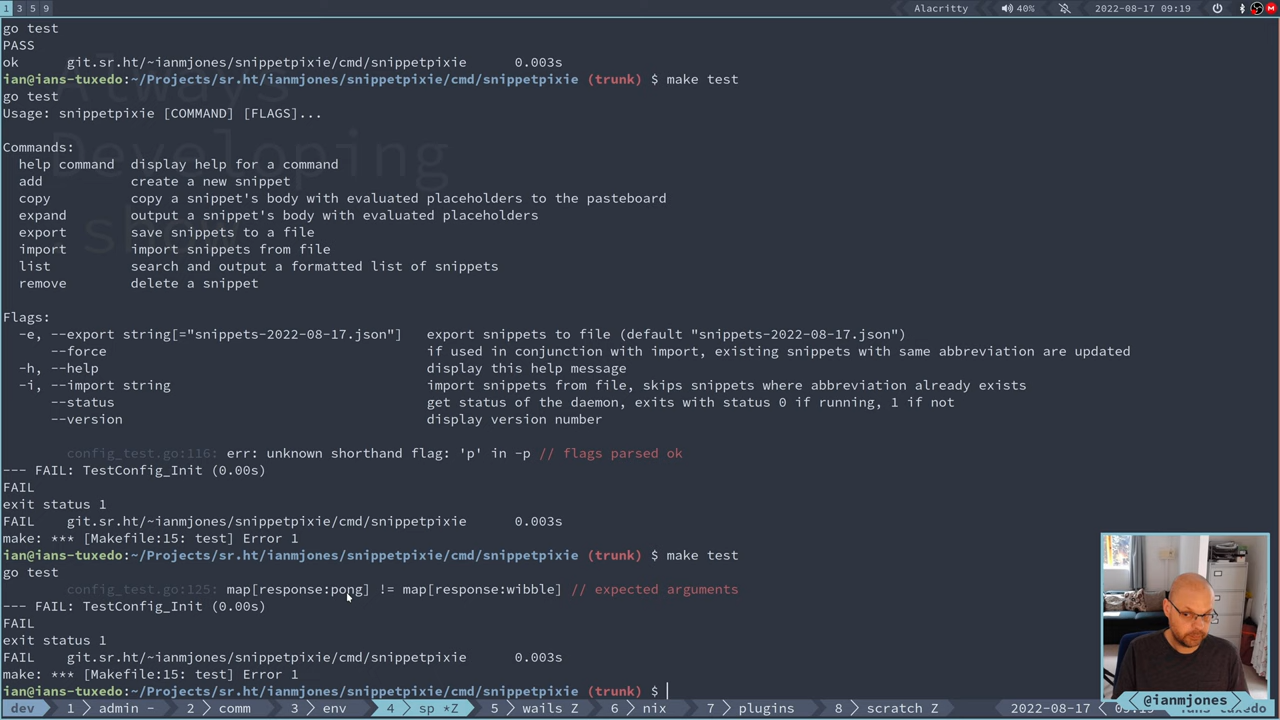 1 3 5 9 Alacritty 40% 2022-08-17 09:19
go test
PASS
ok git.sr.ht/~ianmjones/snippetpixie/cmd/snippetpixie 0.003s
ian@ians-tuxedo:~/Projects/sr.ht/ianmjones/snippetpixie/cmd/snippetpixie (trunk) $ make test
go test
Usage: snippetpixie [COMMAND] [FLAGS]...
Always
Developing
show
Commands:
help command display help for a command
add create a new snippet
copy copy a snippet's body with evaluated placeholders to the pasteboard
expand output a snippet's body with evaluated placeholders
export save snippets to a file
import import snippets from file
list search and output a formatted list of snippets
remove delete a snippet
Flags:
-e, --export string[="snippets-2022-08-17.json"] export snippets to file (default "snippets-2022-08-17.json")
--force if used in conjunction with import, existing snippets with same abbreviation are updated
-h, --help display this help message
-i, --import string import snippets from file, skips snippets where abbreviation already exists
--status get status of the daemon, exits with status 0 if running, 1 if not
--version display version number
config_test.go:116: err: unknown shorthand flag: 'p' in -p // flags parsed ok
--- FAIL: TestConfig_Init (0.00s)
FAIL
exit status 1
FAIL git.sr.ht/~ianmjones/snippetpixie/cmd/snippetpixie 0.003s
make: *** [Makefile:15: test] Error 1
ian@ians-tuxedo:~/Projects/sr.ht/ianmjones/snippetpixie/cmd/snippetpixie (trunk) $ make test
go test
config_test.go:125: map[response:pong] != map[response:wibble] // expected arguments
--- FAIL: TestConfig_Init (0.00s)
FAIL
exit status 1
FAIL git.sr.ht/~ianmjones/snippetpixie/cmd/snippetpixie 0.003s
make: *** [Makefile:15: test] Error 1
ian@ians-tuxedo:~/Projects/sr.ht/ianmjones/snippetpixie/cmd/snippetpixie (trunk) $
@ianmjones
dev 1 admin - 2 comm 3 env 4 sp *Z 5 wails Z 6 nix 7 plugins 8 scratch Z 2022-08-17